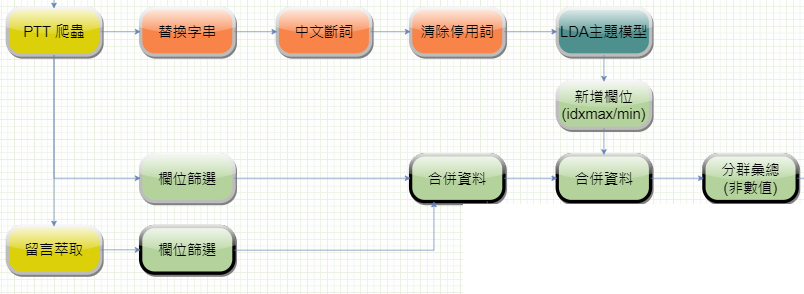 PTT 爬蟲
替換字串
中文斷詞
清除停用詞
LDA主題模型
新增欄位
(idxmax/min)
欄位篩選
合併資料
合併資料
分群彙總
(非數值)
留言萃取
欄位篩選